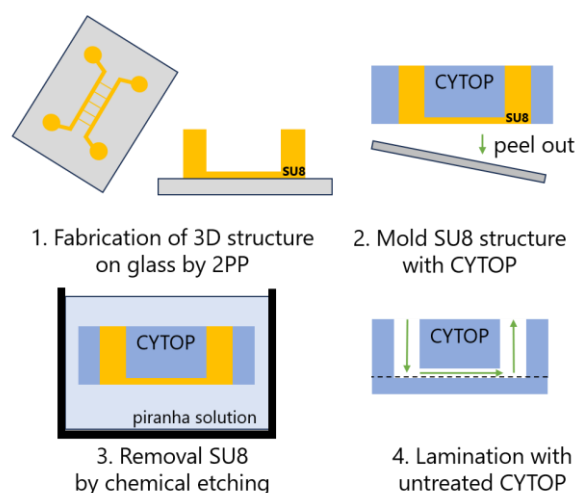 CYTOP
SU8
SU8
peel out
1. Fabrication of 3D structure
on glass by 2PP
2. Mold SU8 structure
with CYTOP
CYTOP
piranha solution
3. Removal SU8
by chemical etching
CYTOP
4. Lamination with
untreated CYTOP